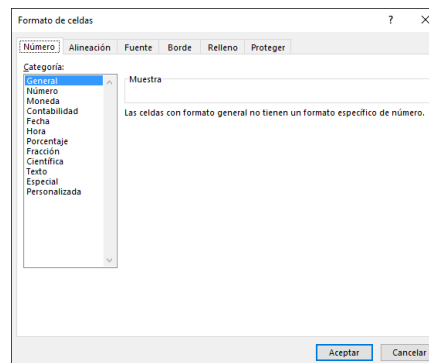 Formato de celdas ? X
Número Alineación Fuente Borde Relleno Proteger
Categoría:
General
Número
Moneda
Contabilidad
Fecha
Hora
Porcentaje
Fracción
Científica
Texto
Especial
Personalizada
Muestra
Las celdas con formato general no tienen un formato específico de número.
Aceptar Cancelar